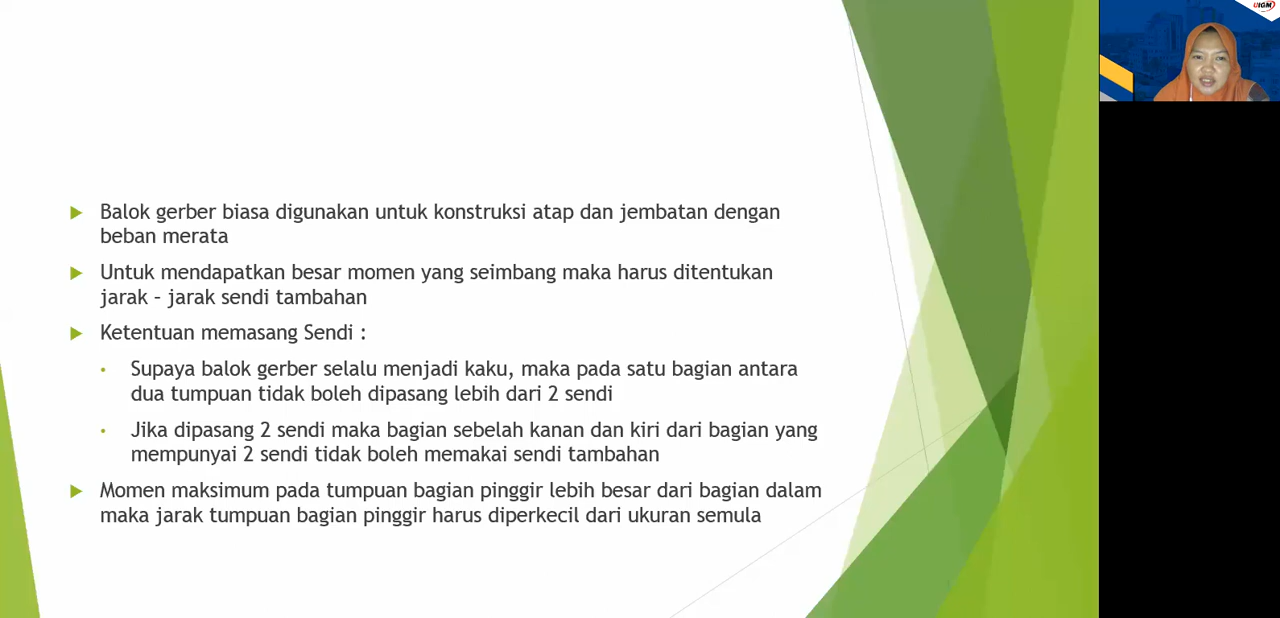 UIGM
Balok gerber biasa digunakan untuk konstruksi atap dan jembatan dengan
beban merata
Untuk mendapatkan besar momen yang seimbang maka harus ditentukan
jarak – jarak sendi tambahan
Ketentuan memasang Sendi :
Supaya balok gerber selalu menjadi kaku, maka pada satu bagian antara
dua tumpuan tidak boleh dipasang lebih dari 2 sendi
Jika dipasang 2 sendi maka bagian sebelah kanan dan kiri dari bagian yang
mempunyai 2 sendi tidak boleh memakai sendi tambahan
Momen maksimum pada tumpuan bagian pinggir lebih besar dari bagian dalam
maka jarak tumpuan bagian pinggir harus diperkecil dari ukuran semula